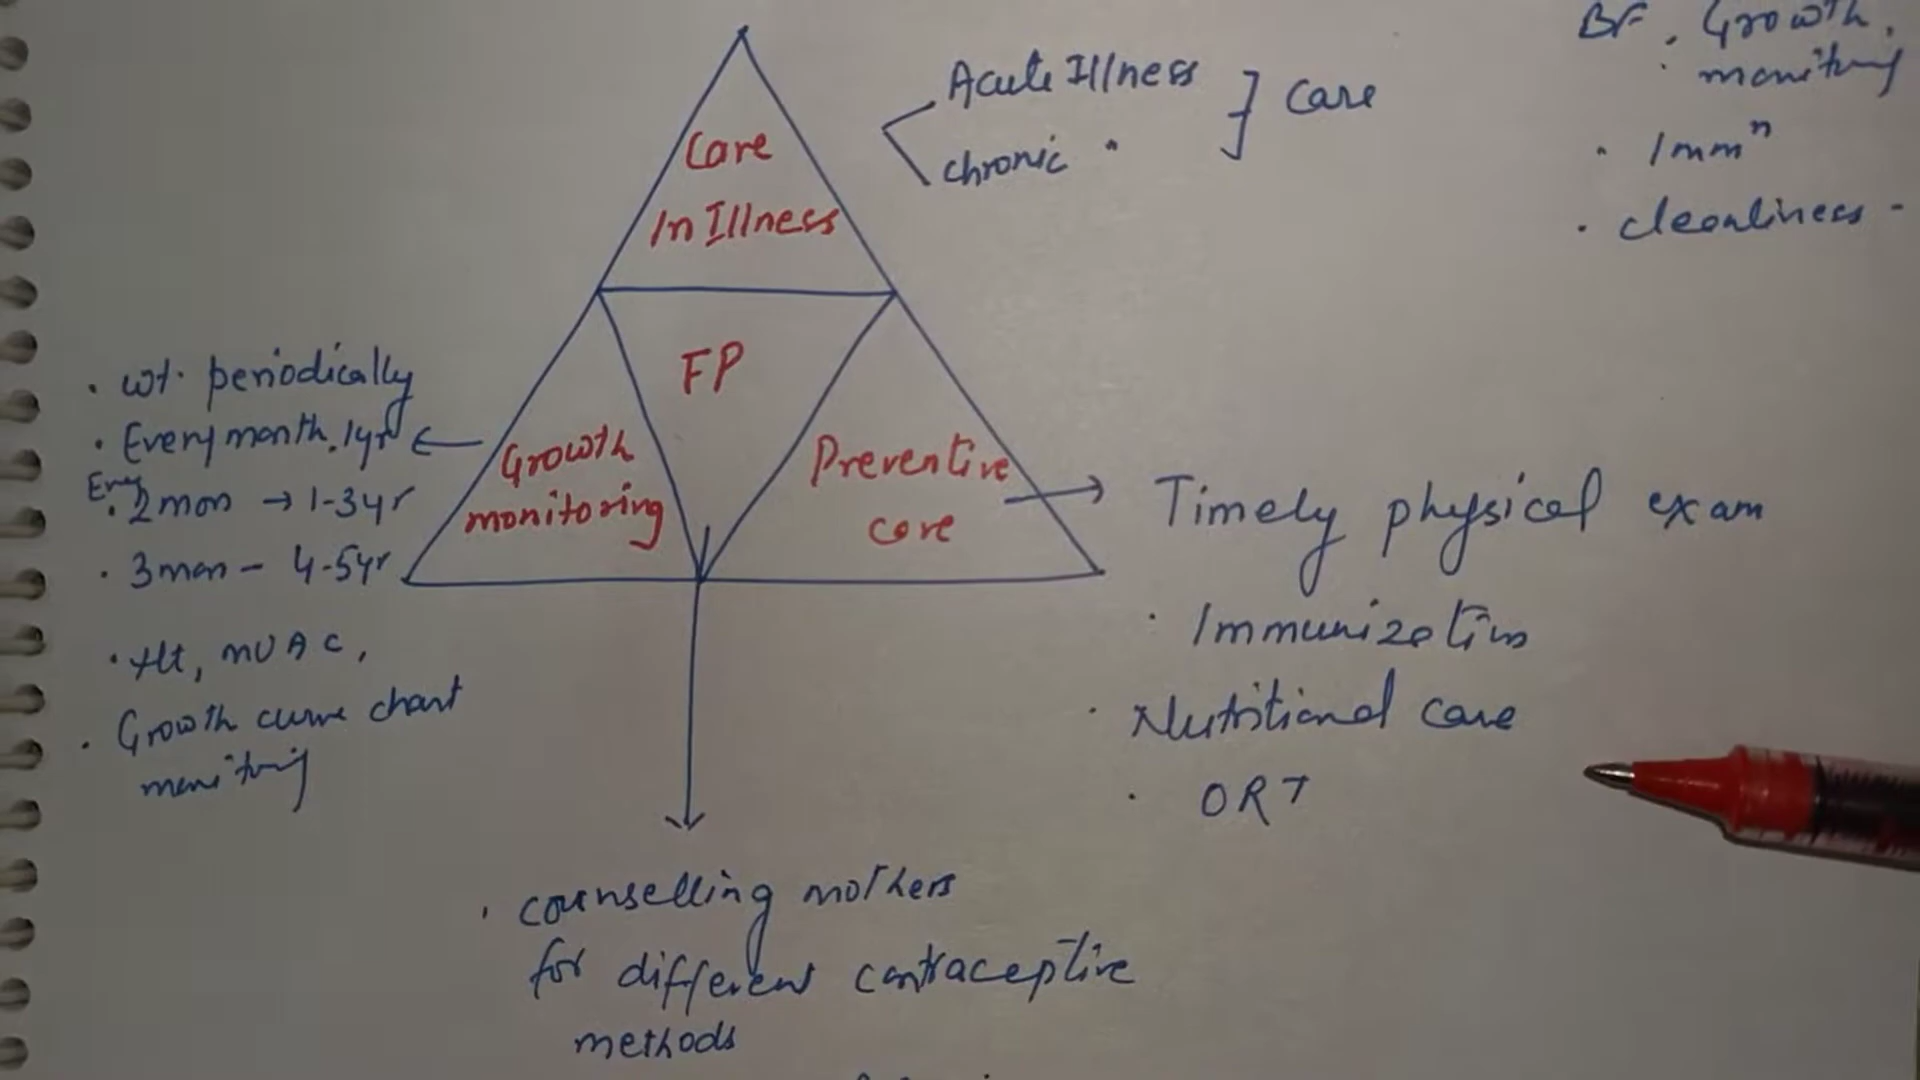 BF. Growth.
monitring
Acute Illness
Care
chronic "
· Immⁿ
· cleanliness -
Care
In Illness
FP
Growth
monitoring
Preventive
care
· wt. periodically
· Every month. 1yr
Every
· 2mon → 1-3yr
· 3mon - 4-5yr
· Ht, MUAC,
· Growth curve chart
monitring
Timely physical exam
· Immunization
· Nutritional care
· ORT
· counselling mothers
for different contraceptive
methods